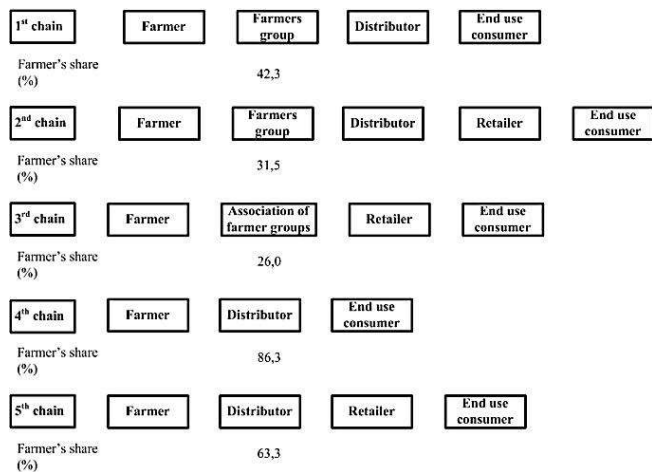 1st chain Farmer Farmers group Distributor End use consumer
Farmer's share (%) 42,3
2nd chain Farmer Farmers group Distributor Retailer End use consumer
Farmer's share (%) 31,5
3rd chain Farmer Association of farmer groups Retailer End use consumer
Farmer's share (%) 26,0
4th chain Farmer Distributor End use consumer
Farmer's share (%) 86,3
5th chain Farmer Distributor Retailer End use consumer
Farmer's share (%) 63,3